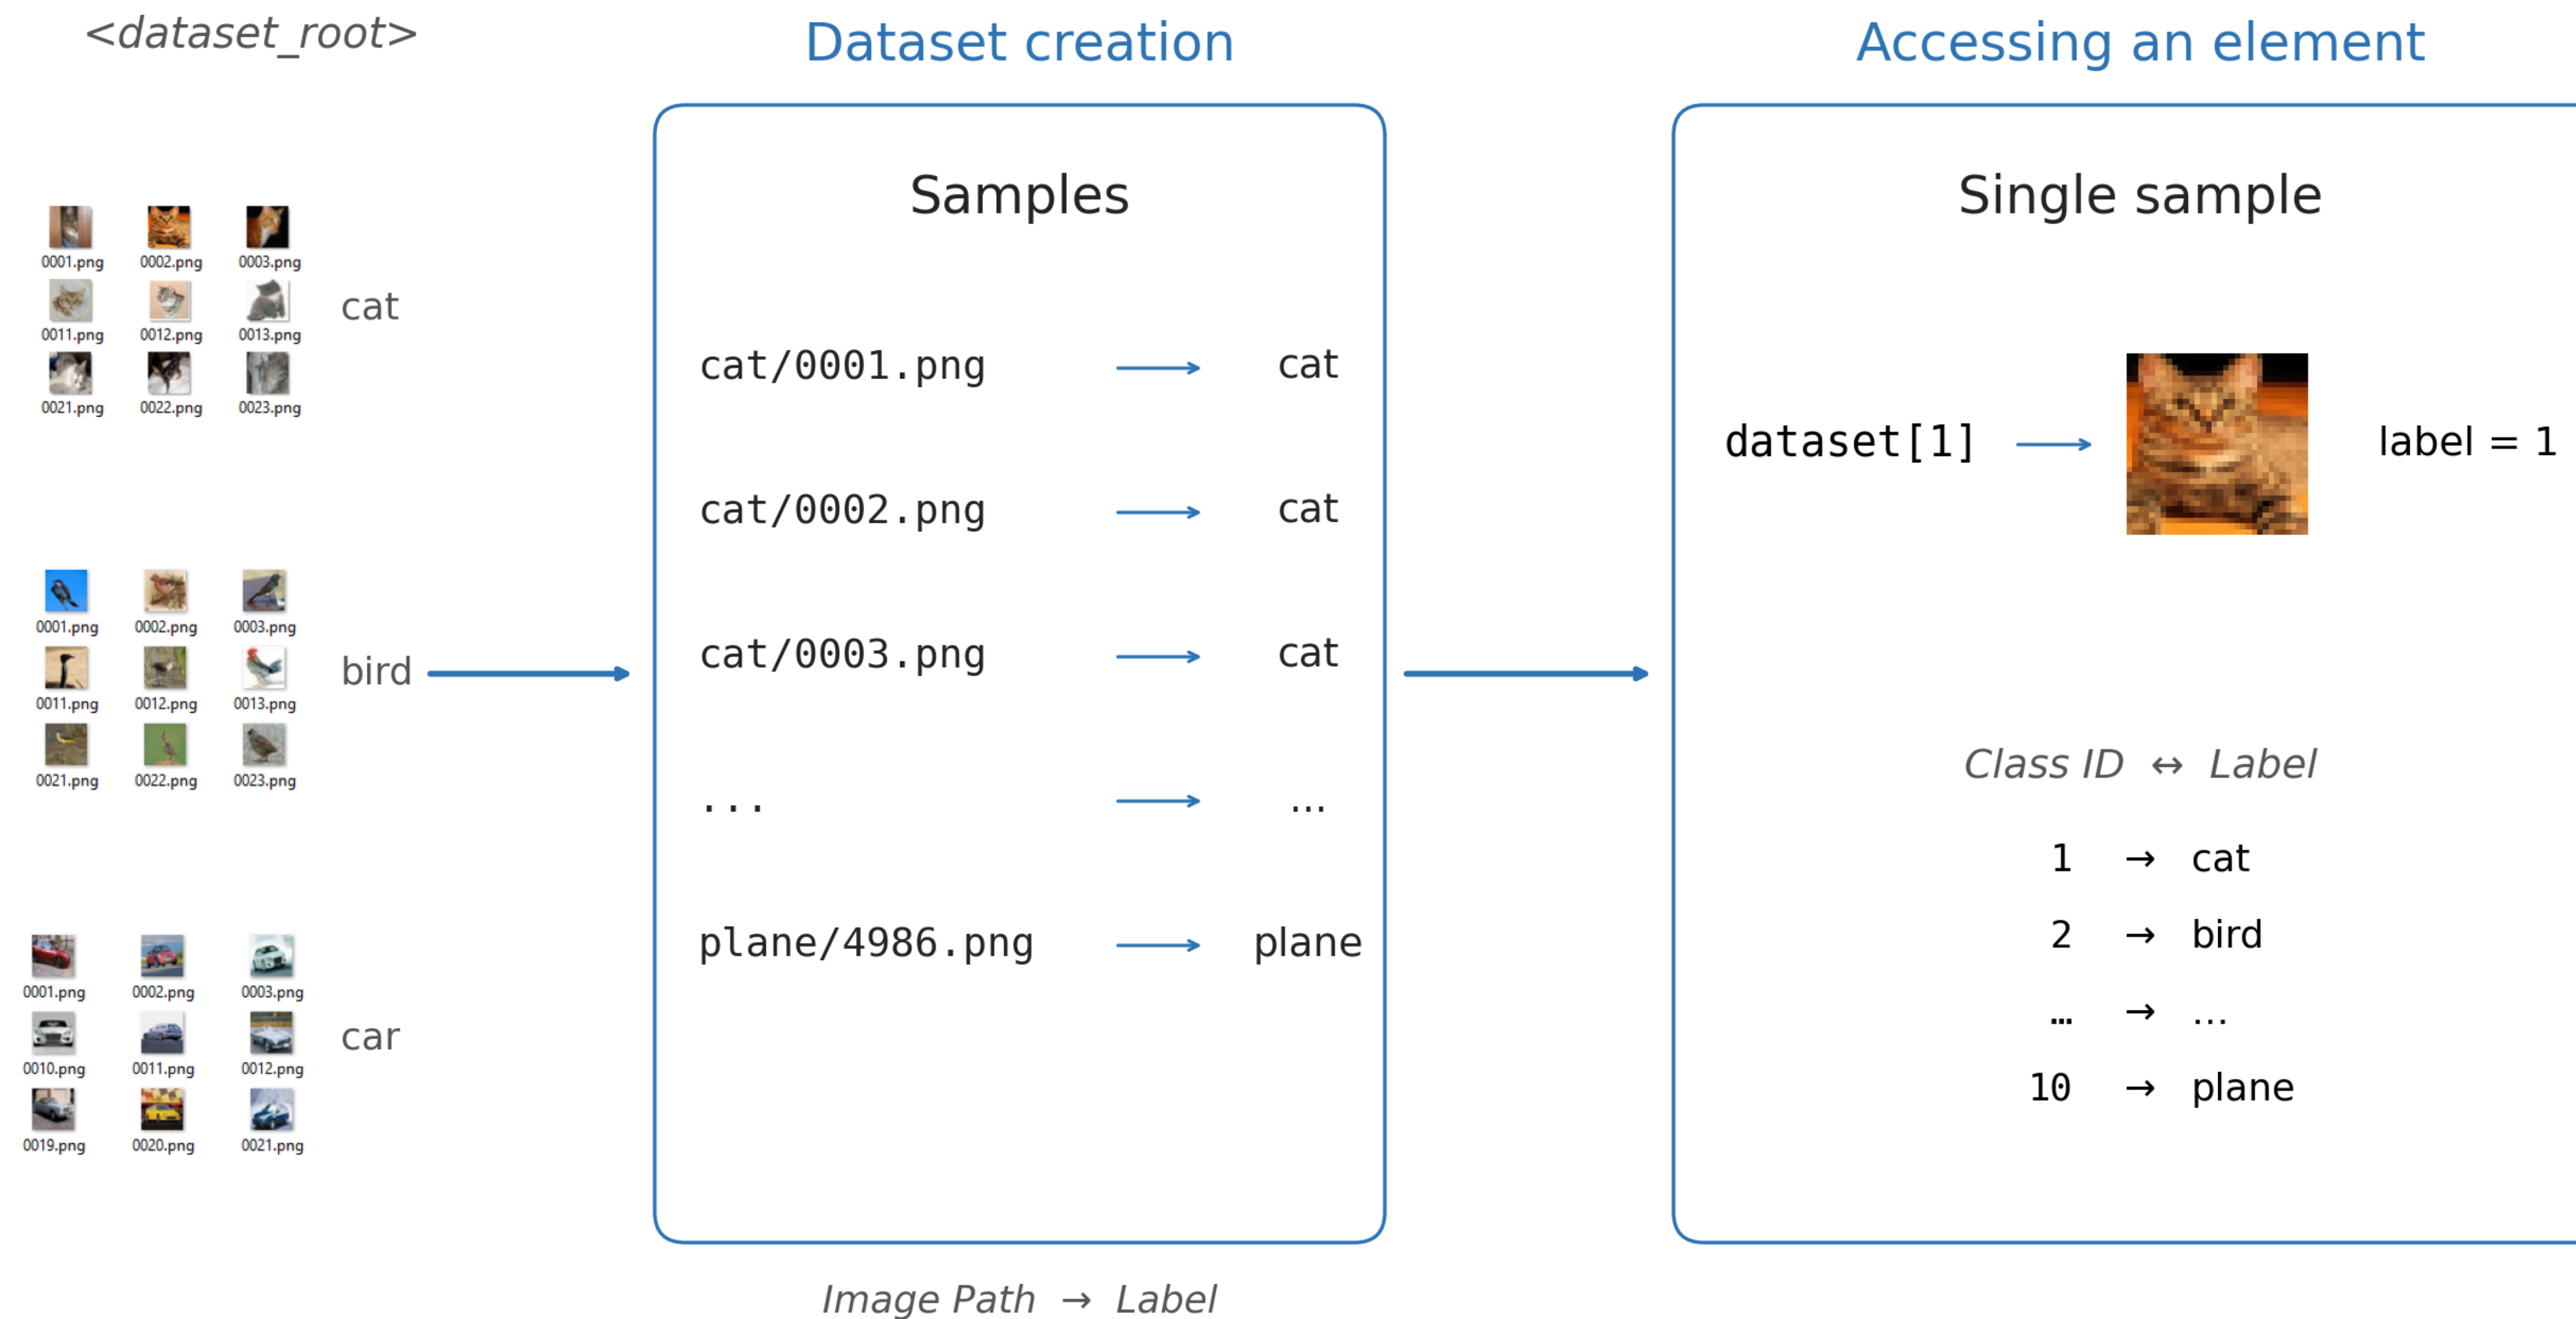 <dataset_root>
Dataset creation
Accessing an element
0001.png 0002.png 0003.png
0011.png 0012.png 0013.png
0021.png 0022.png 0023.png
cat
0001.png 0002.png 0003.png
0011.png 0012.png 0013.png
0021.png 0022.png 0023.png
bird
0001.png 0002.png 0003.png
0010.png 0011.png 0012.png
0019.png 0020.png 0021.png
car
Samples
cat/0001.png → cat
cat/0002.png → cat
cat/0003.png → cat
... → ...
plane/4986.png → plane
Image Path → Label
Single sample
dataset[1] → label = 1
Class ID ↔ Label
1 → cat
2 → bird
… → …
10 → plane